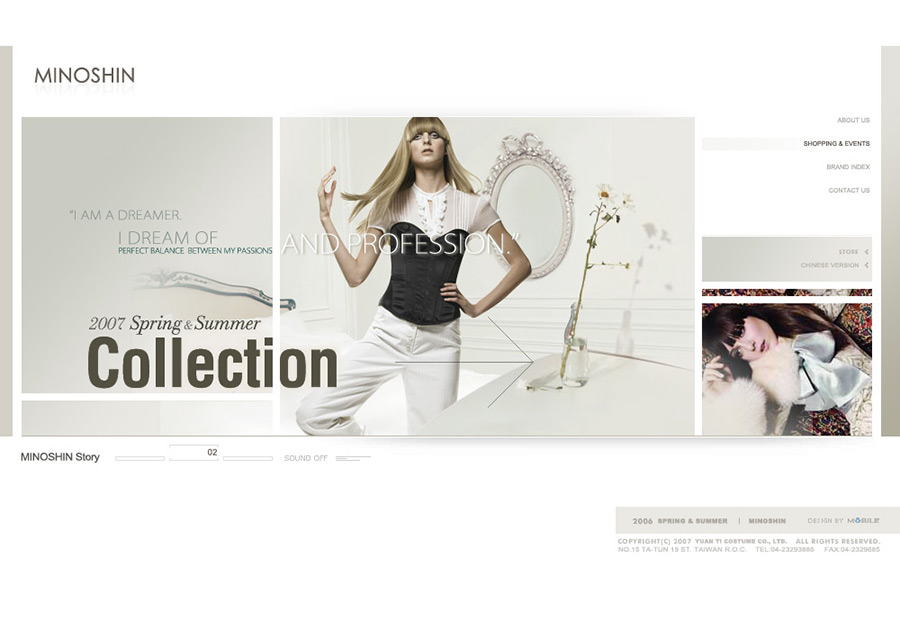 MINOSHIN
ABOUT US
SHOPPING & EVENTS
BRAND INDEX
CONTACT US
"I AM A DREAMER.
I DREAM OF
PERFECT BALANCE BETWEEN MY PASSIONS
AND PROFESSION."
STORE
CHINESE VERSION
2007 Spring & Summer
Collection
MINOSHIN Story
02
SOUND OFF
2006 SPRING & SUMMER | MINOSHIN DESIGN BY MOBILE
COPYRIGHT(C) 2007 YUAN TI COSTUME CO., LTD. ALL RIGHTS RESERVED.
NO.15 TA-TUN 19 ST. TAIWAN R.O.C. TEL:04-23293886 FAX:04-2329685